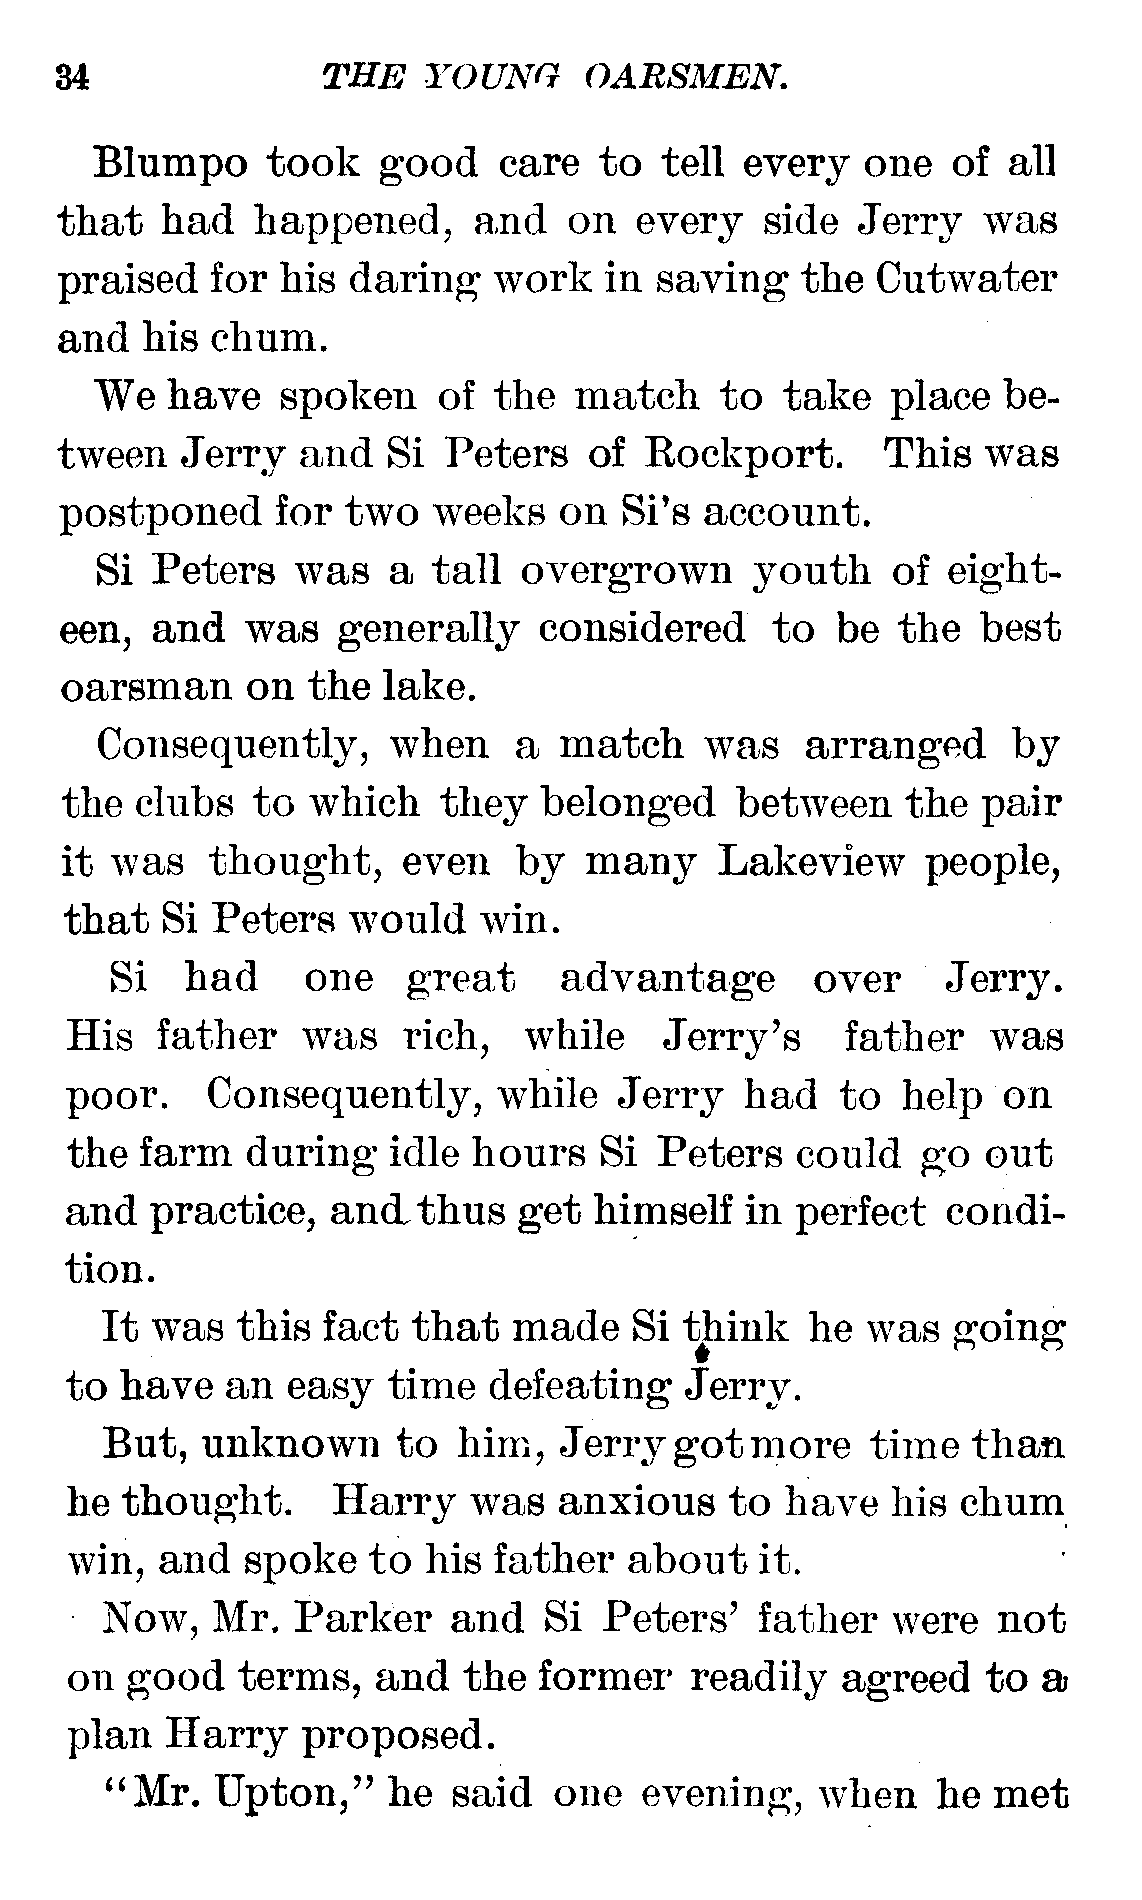 34 THE YOUNG OARSMEN.
Blumpo took good care to tell every one of all
that had happened, and on every side Jerry was
praised for his daring work in saving the Cutwater
and his chum.
We have spoken of the match to take place be-
tween Jerry and Si Peters of Rockport. This was
postponed for two weeks on Si's account.
Si Peters was a tall overgrown youth of eight-
een, and was generally considered to be the best
oarsman on the lake.
Consequently, when a match was arranged by
the clubs to which they belonged between the pair
it was thought, even by many Lakeview people,
that Si Peters would win.
Si had one great advantage over Jerry.
His father was rich, while Jerry's father was
poor. Consequently, while Jerry had to help on
the farm during idle hours Si Peters could go out
and practice, and thus get himself in perfect condi-
tion.
It was this fact that made Si think he was going
to have an easy time defeating Jerry.
But, unknown to him, Jerry got more time than
he thought. Harry was anxious to have his chum
win, and spoke to his father about it.
Now, Mr. Parker and Si Peters' father were not
on good terms, and the former readily agreed to a
plan Harry proposed.
"Mr. Upton," he said one evening, when he met